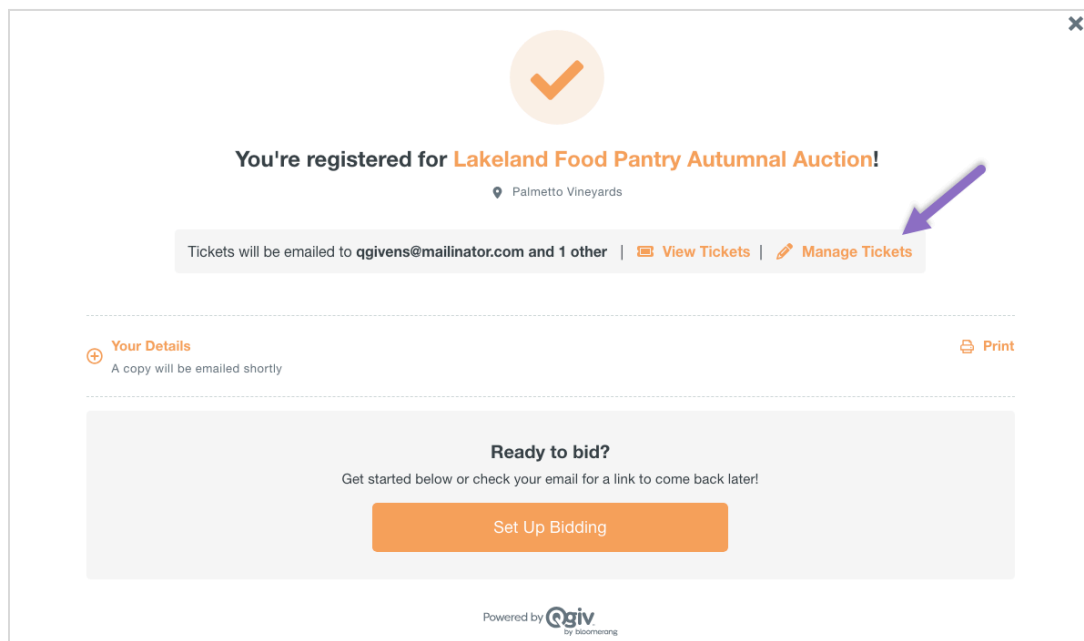 You're registered for Lakeland Food Pantry Autumnal Auction!
Palmetto Vineyards
Tickets will be emailed to qgivens@mailinator.com and 1 other | View Tickets | Manage Tickets
Your Details
Print
A copy will be emailed shortly
Ready to bid?
Get started below or check your email for a link to come back later!
Set Up Bidding
Powered by Qgiv
by bloomerang